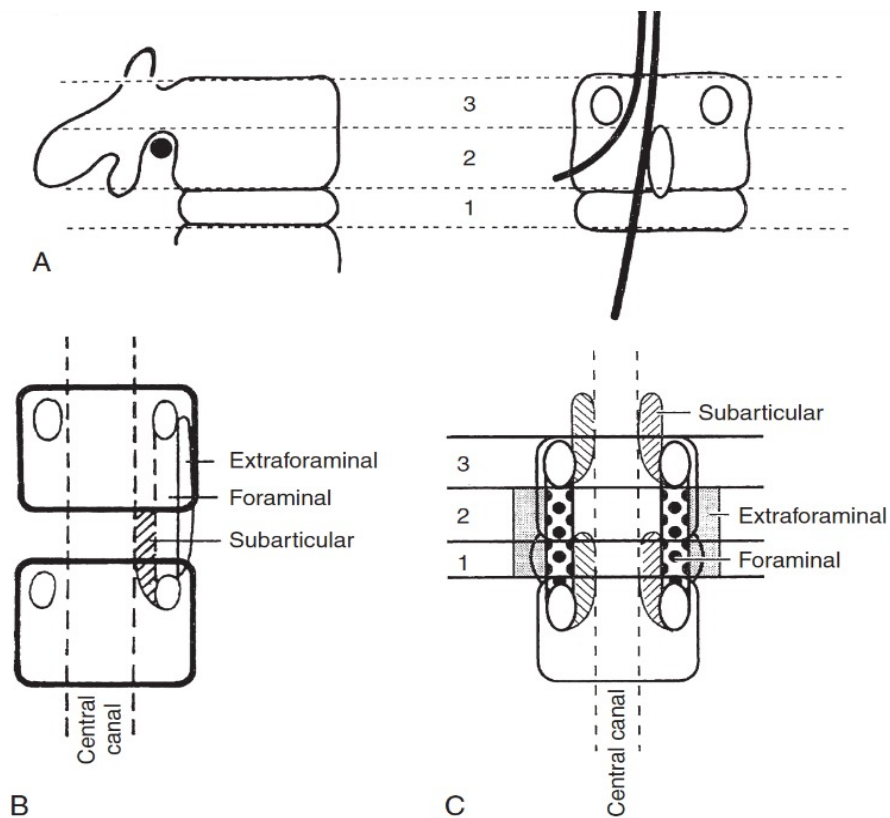 3
2
1
A
Extraforaminal
Foraminal
Subarticular
Central
canal
B
Subarticular
3
2
Extraforaminal
1
Foraminal
Central canal
C